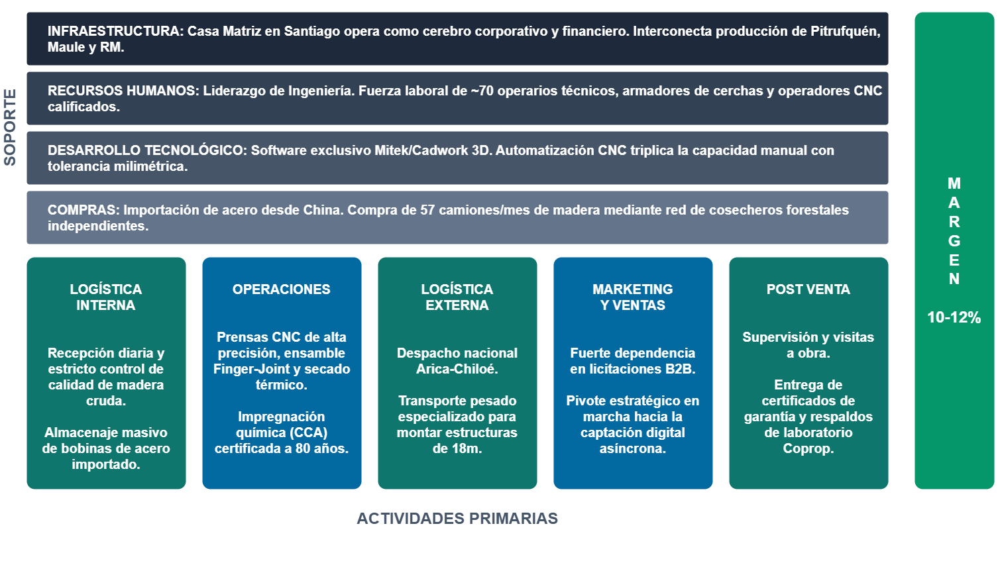 INFRAESTRUCTURA: Casa Matriz en Santiago opera como cerebro corporativo y financiero. Interconecta producción de Pitrufquén,
Maule y RM.
SOPORTE
RECURSOS HUMANOS: Liderazgo de Ingeniería. Fuerza laboral de ~70 operarios técnicos, armadores de cerchas y operadores CNC
calificados.
DESARROLLO TECNOLÓGICO: Software exclusivo Mitek/Cadwork 3D. Automatización CNC triplica la capacidad manual con
tolerancia milimétrica.
COMPRAS: Importación de acero desde China. Compra de 57 camiones/mes de madera mediante red de cosecheros forestales
independientes.
LOGÍSTICA
INTERNA
Recepción diaria y
estricto control de
calidad de madera
cruda.
Almacenaje masivo
de bobinas de acero
importado.
OPERACIONES
Prensas CNC de alta
precisión, ensamble
Finger-Joint y secado
térmico.
Impregnación
química (CCA)
certificada a 80 años.
LOGÍSTICA
EXTERNA
Despacho nacional
Arica-Chiloé.
Transporte pesado
especializado para
montar estructuras
de 18m.
MARKETING
Y VENTAS
Fuerte dependencia
en licitaciones B2B.
Pivote estratégico en
marcha hacia la
captación digital
asíncrona.
POST VENTA
Supervisión y visitas
a obra.
Entrega de
certificados de
garantía y respaldos
de laboratorio
Coprop.
M
A
R
G
E
N
10-12%
ACTIVIDADES PRIMARIAS